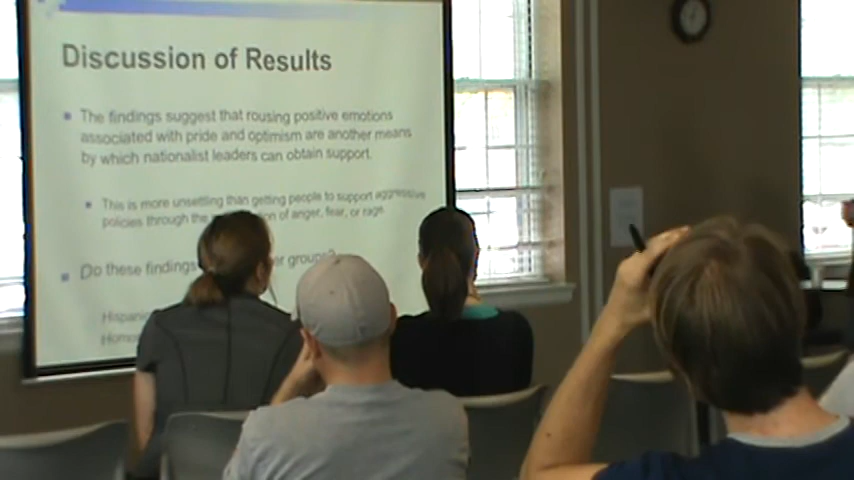 Discussion of Results
The findings suggest that rousing positive emotions
associated with pride and optimism are another means
by which nationalist leaders can obtain support.
This is more unsettling than getting people to support aggressive
policies through the of anger, fear, or rage.
Do these findings groups?